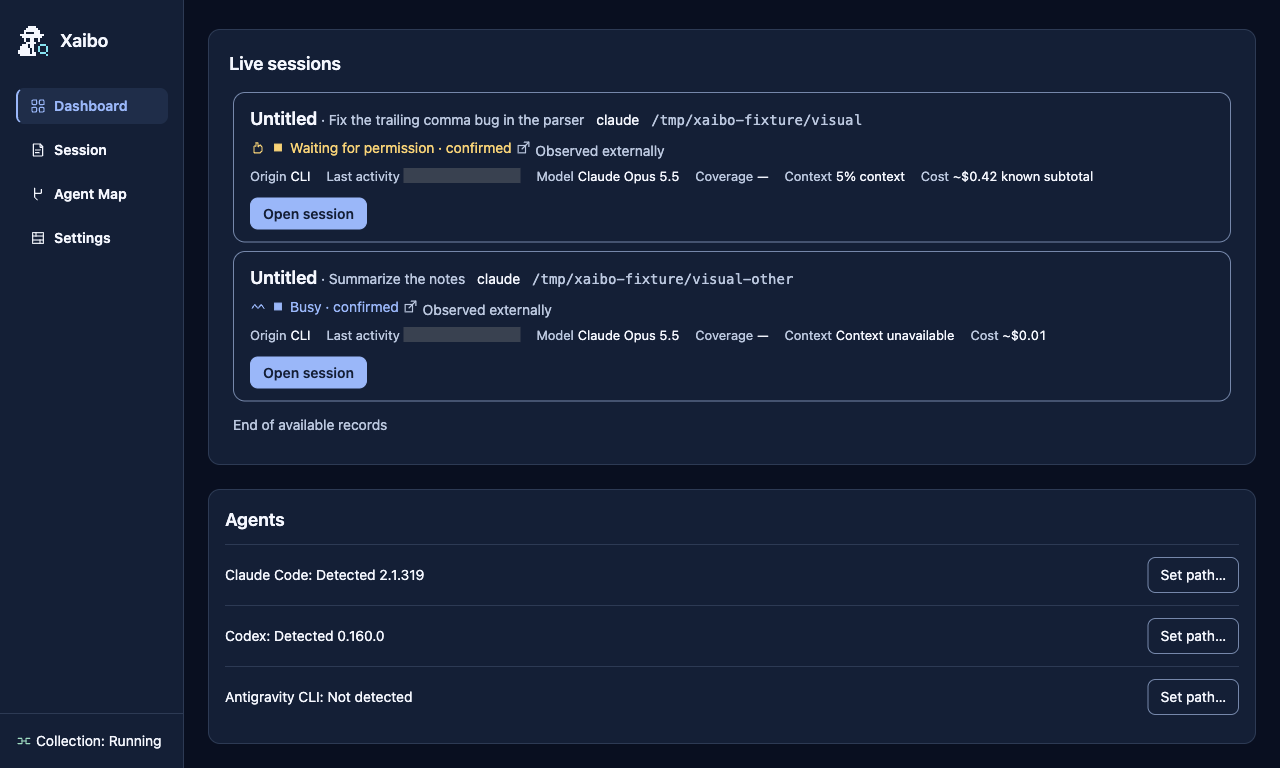 Xaibo
Dashboard
Session
Agent Map
Settings
Collection: Running
Live sessions
Untitled · Fix the trailing comma bug in the parser claude /tmp/xaibo-fixture/visual
Waiting for permission · confirmed Observed externally
Origin CLI Last activity Model Claude Opus 5.5 Coverage — Context 5% context Cost ~$0.42 known subtotal
Open session
Untitled · Summarize the notes claude /tmp/xaibo-fixture/visual-other
Busy · confirmed Observed externally
Origin CLI Last activity Model Claude Opus 5.5 Coverage — Context Context unavailable Cost ~$0.01
Open session
End of available records
Agents
Claude Code: Detected 2.1.319 Set path…
Codex: Detected 0.160.0 Set path…
Antigravity CLI: Not detected Set path…